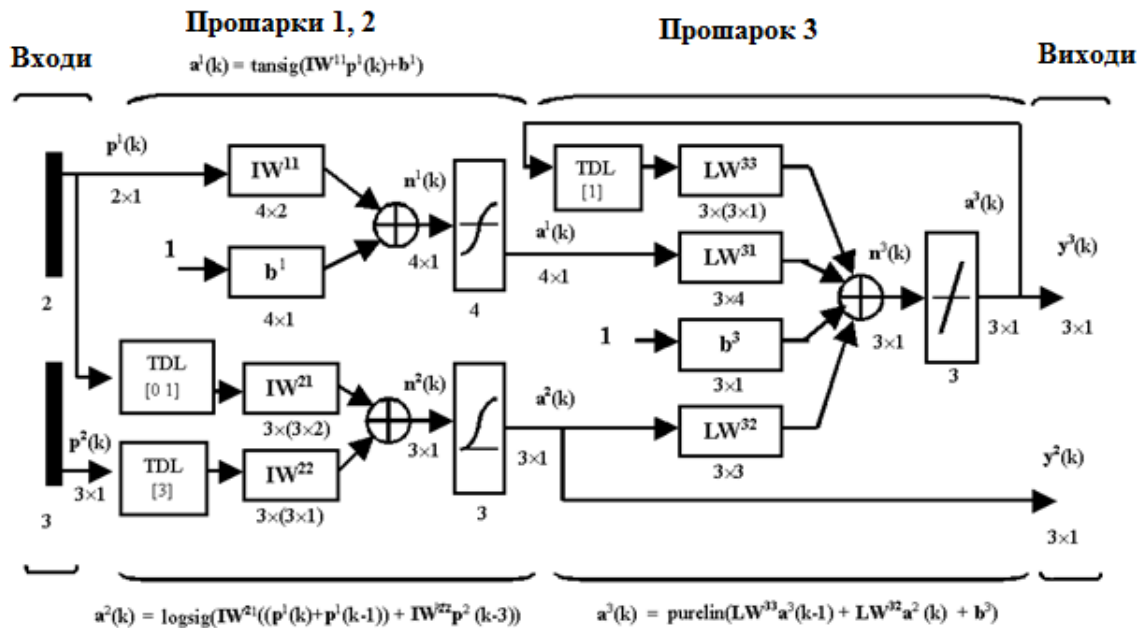 Прошарки 1, 2
Прошарок 3
Входи
a¹(k) = tansig(IW¹¹p¹(k)+b¹)
Виходи
p¹(k)
2×1
IW¹¹
4×2
n¹(k)
4×1
1
b¹
4×1
4
a¹(k)
4×1
2
TDL
[1]
LW³³
3×(3×1)
LW³¹
3×4
1
b³
3×1
LW³²
3×3
n³(k)
3×1
3
a³(k)
3×1
y³(k)
3×1
TDL
[0 1]
IW²¹
3×(3×2)
p²(k)
3×1
3
TDL
[3]
IW²²
3×(3×1)
n²(k)
3×1
3
a²(k)
3×1
y²(k)
3×1
a²(k) = logsig(IW²¹((p¹(k)+p¹(k-1)) + IW²²p² (k-3))
a³(k) = purelin(LW³³a³(k-1) + LW³²a² (k) + b³)